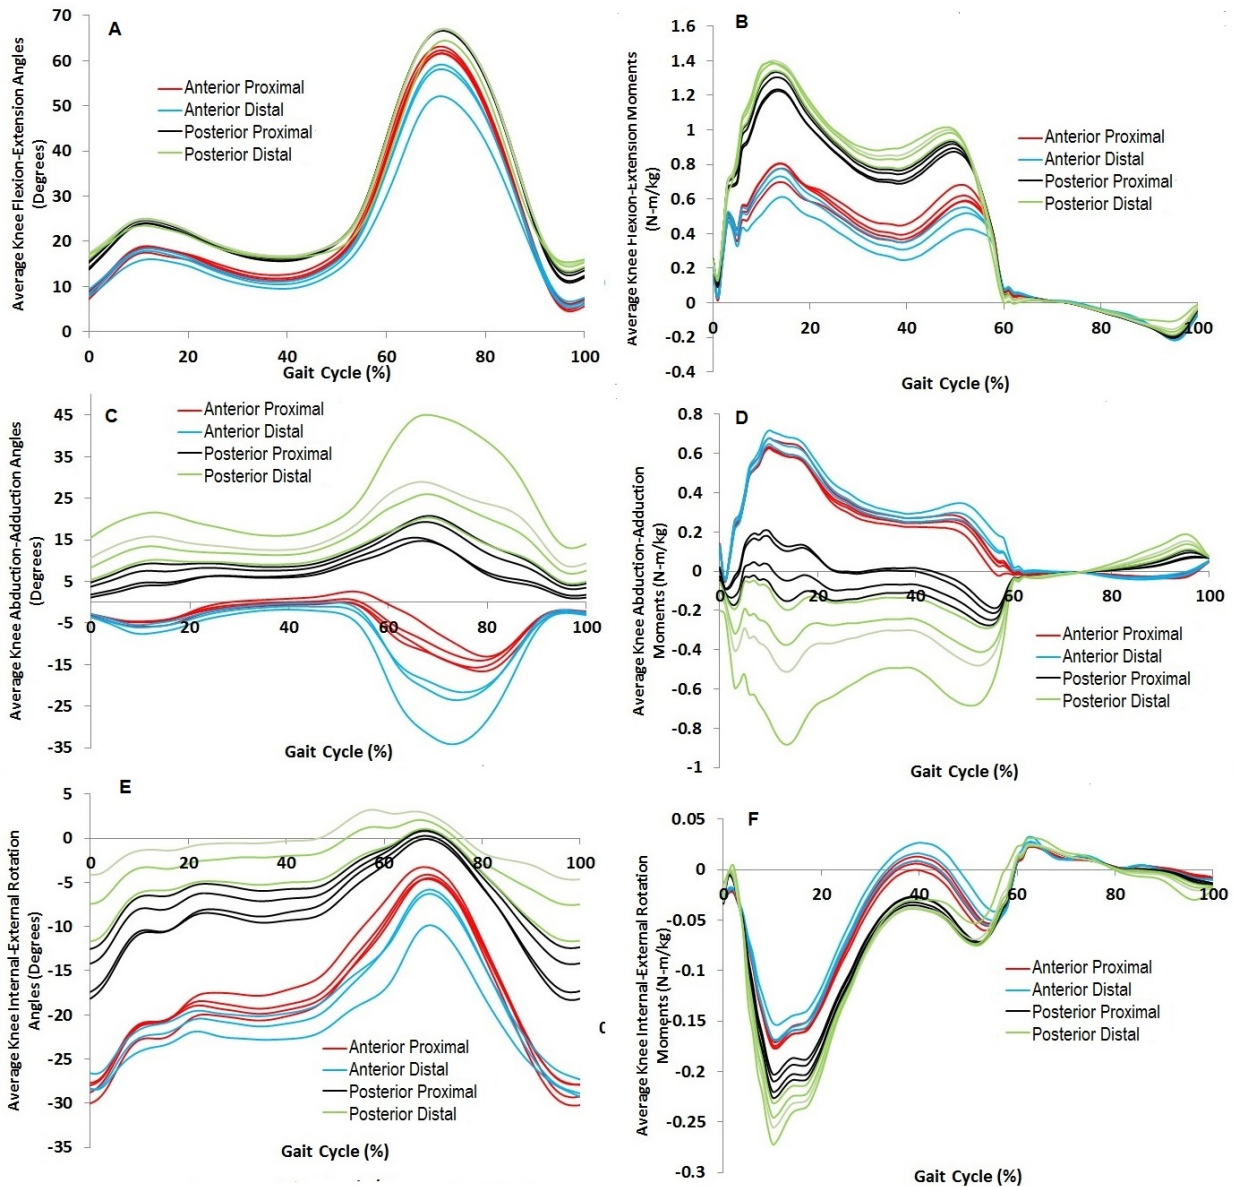 A
Average Knee Flexion-Extension Angles
(Degrees)
70
60
50
40
30
20
10
0
Anterior Proximal
Anterior Distal
Posterior Proximal
Posterior Distal
0 20 40 60 80 100
Gait Cycle (%)
B
Average Knee Flexion-Extension Moments
(N-m/kg)
1.6
1.4
1.2
1
0.8
0.6
0.4
0.2
0
-0.2
-0.4
Anterior Proximal
Anterior Distal
Posterior Proximal
Posterior Distal
0 20 40 60 80 100
Gait Cycle (%)
C
Average Knee Abduction-Adduction Angles
(Degrees)
45
35
25
15
5
-5
-15
-25
-35
Anterior Proximal
Anterior Distal
Posterior Proximal
Posterior Distal
0 20 40 60 80 100
Gait Cycle (%)
D
Average Knee Abduction-Adduction
Moments (N-m/kg)
0.8
0.6
0.4
0.2
0
-0.2
-0.4
-0.6
-0.8
-1
0 20 40 60 80 100
Anterior Proximal
Anterior Distal
Posterior Proximal
Posterior Distal
Gait Cycle (%)
E
Average Knee Internal-External Rotation
Angles (Degrees)
5
0
-5
-10
-15
-20
-25
-30
-35
0 20 40 60 80 100
Anterior Proximal
Anterior Distal
Posterior Proximal
Posterior Distal
Gait Cycle (%)
F
Average Knee Internal-External Rotation
Moments (N-m/kg)
0.05
0
-0.05
-0.1
-0.15
-0.2
-0.25
-0.3
0 20 40 60 80 100
Anterior Proximal
Anterior Distal
Posterior Proximal
Posterior Distal
Gait Cycle (%)